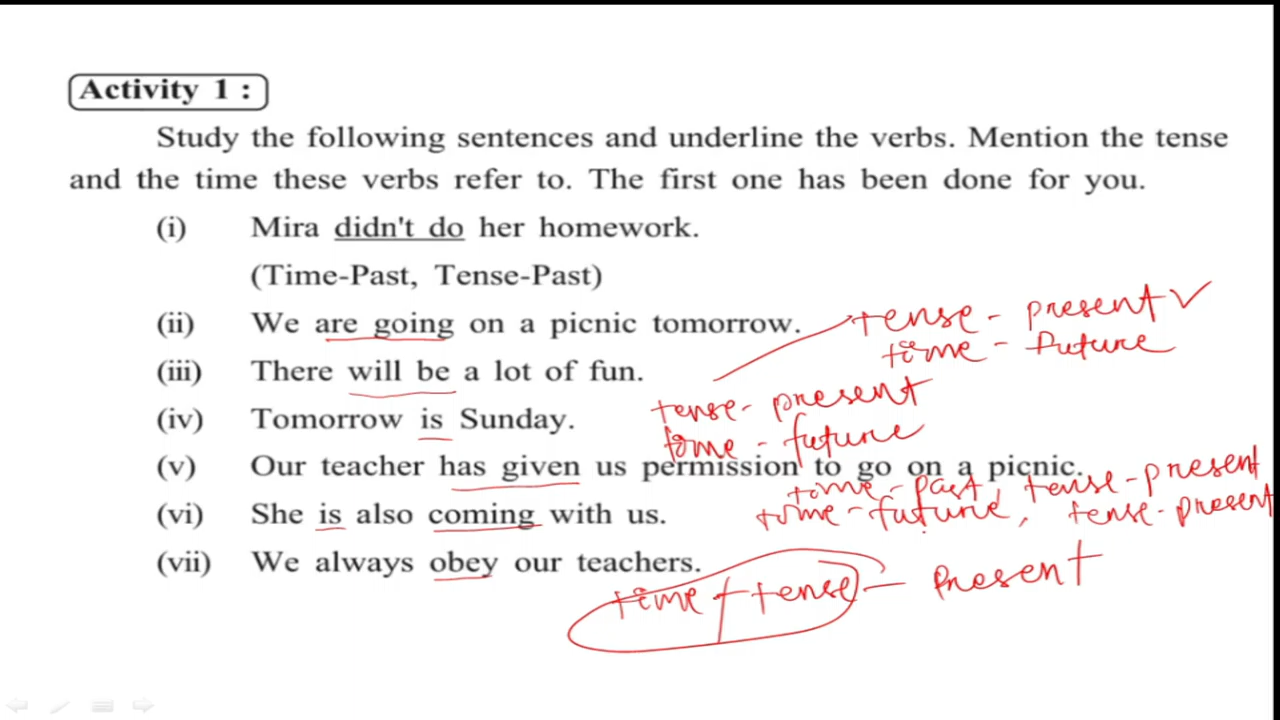 Activity 1 :
Study the following sentences and underline the verbs. Mention the tense
and the time these verbs refer to. The first one has been done for you.
(i) Mira didn't do her homework.
(Time-Past, Tense-Past)
(ii) We are going on a picnic tomorrow. tense - present ✓
time - future
(iii) There will be a lot of fun.
tense - present
(iv) Tomorrow is Sunday.
time - future
(v) Our teacher has given us permission to go on a picnic.
time - past, tense - present
(vi) She is also coming with us. time - future, tense - present
(vii) We always obey our teachers.
time / tense - Present